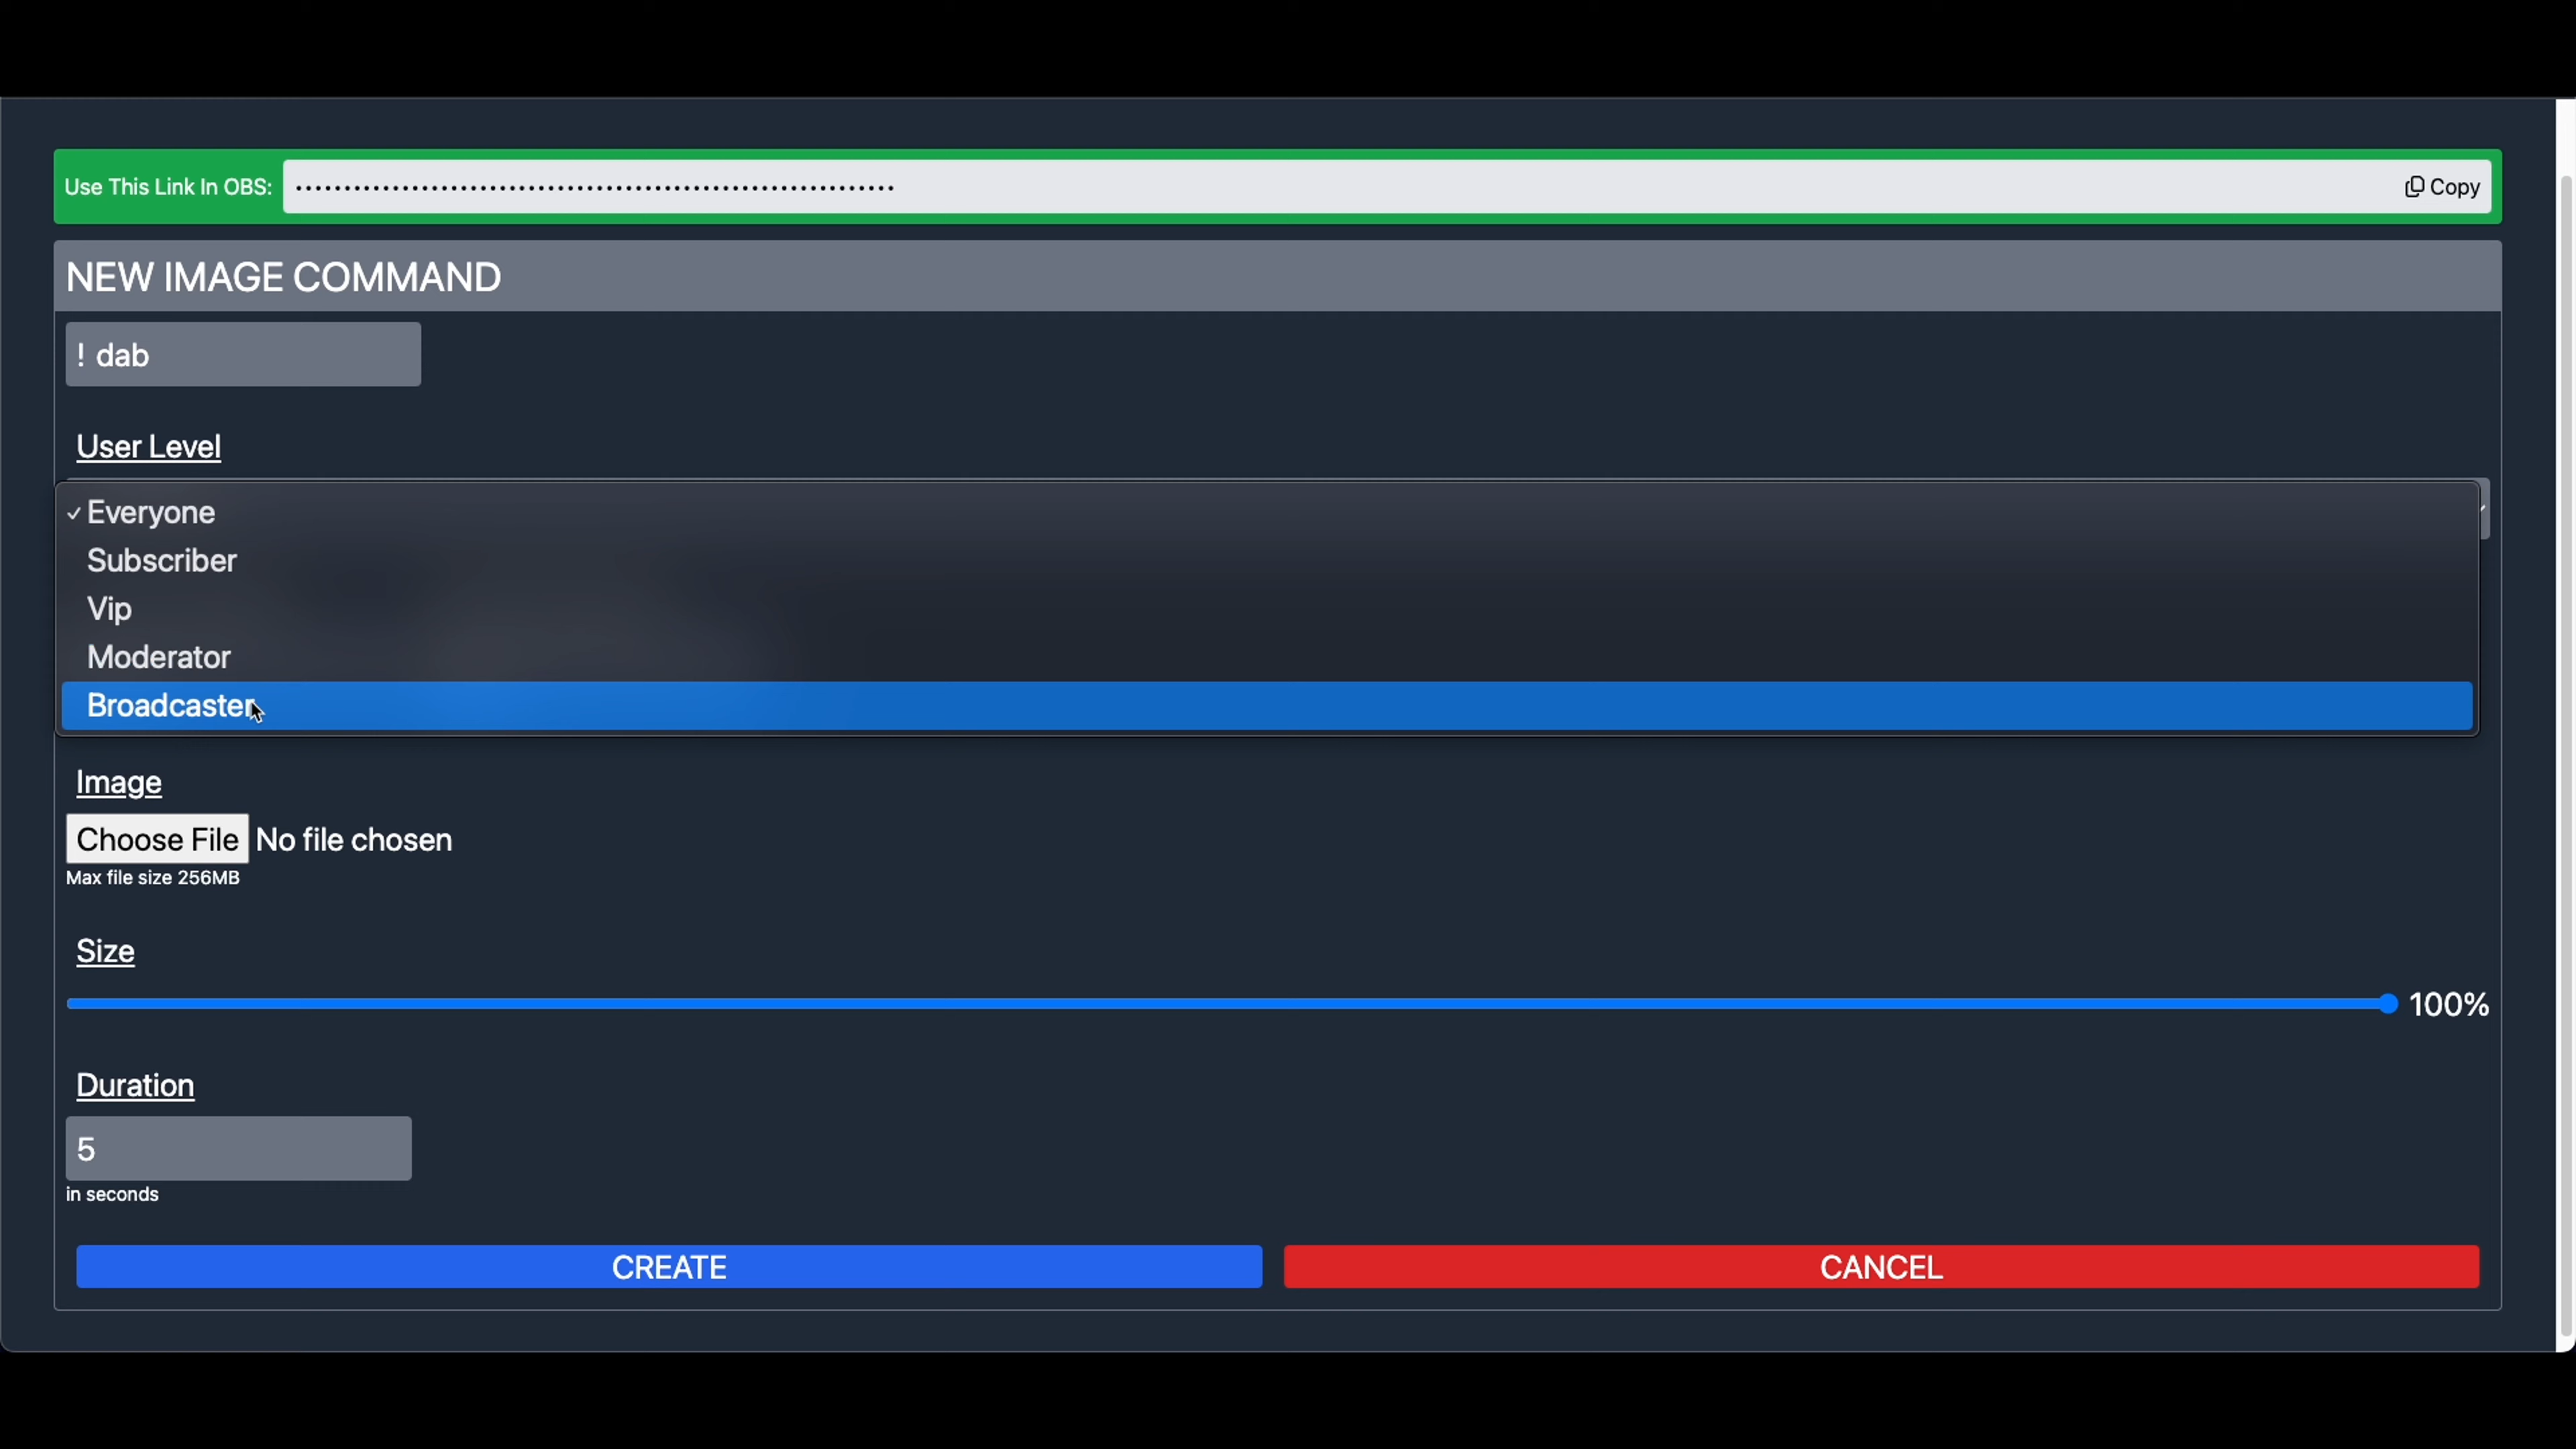 Use This Link In OBS: •••••••••••••••••••••••••••••••••••••••••••••••••••••••••••••• Copy
NEW IMAGE COMMAND
! dab
User Level
✓ Everyone
Subscriber
Vip
Moderator
Broadcaster
Image
Choose File No file chosen
Max file size 256MB
Size
100%
Duration
5
in seconds
CREATE CANCEL